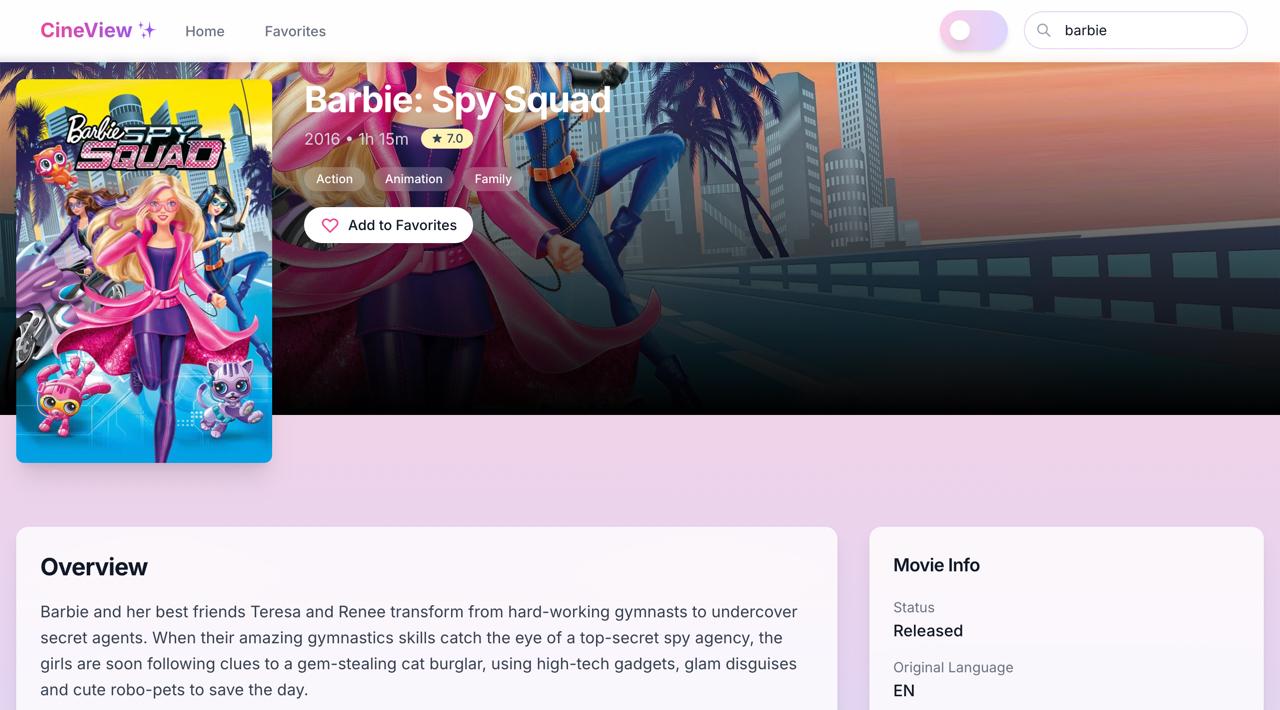 CineView
Home
Favorites
barbie
Barbie SPY
SQUAD
Barbie: Spy Squad
2016 • 1h 15m
★ 7.0
Action
Animation
Family
Add to Favorites
Overview
Barbie and her best friends Teresa and Renee transform from hard-working gymnasts to undercover
secret agents. When their amazing gymnastics skills catch the eye of a top-secret spy agency, the
girls are soon following clues to a gem-stealing cat burglar, using high-tech gadgets, glam disguises
and cute robo-pets to save the day.
Movie Info
Status
Released
Original Language
EN